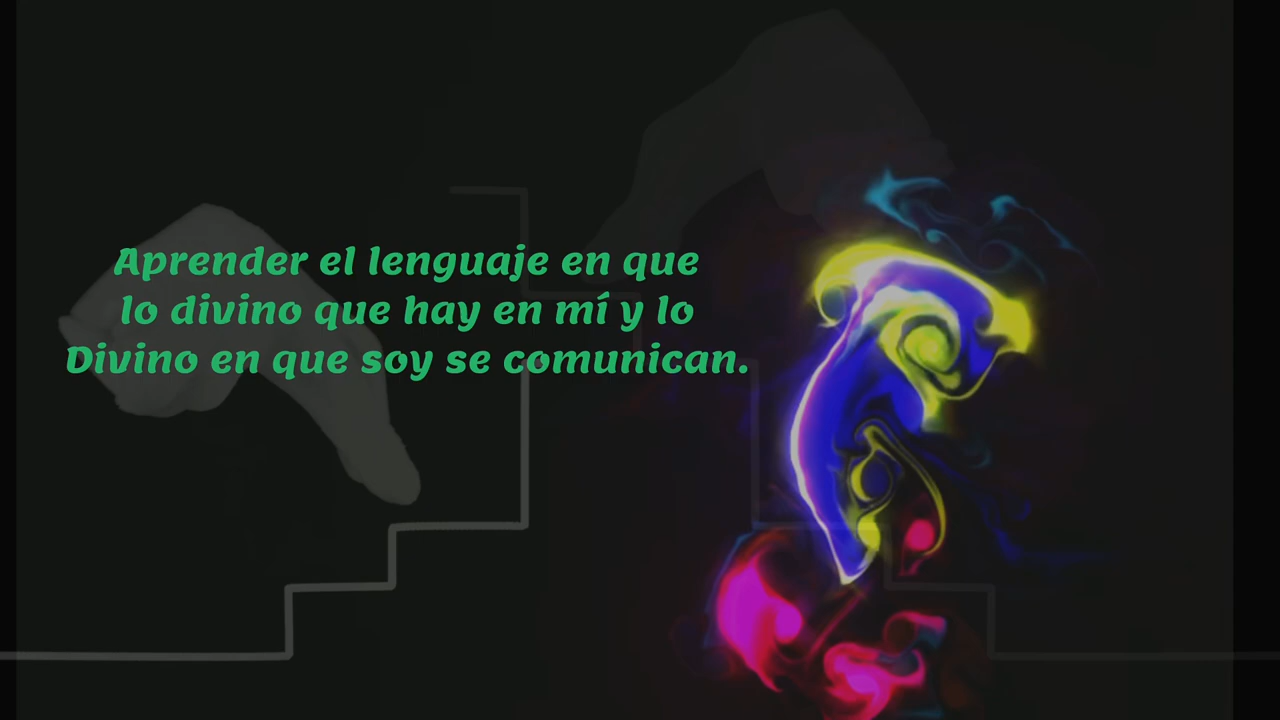 Aprender el lenguaje en que
lo divino que hay en mí y lo
Divino en que soy se comunican.